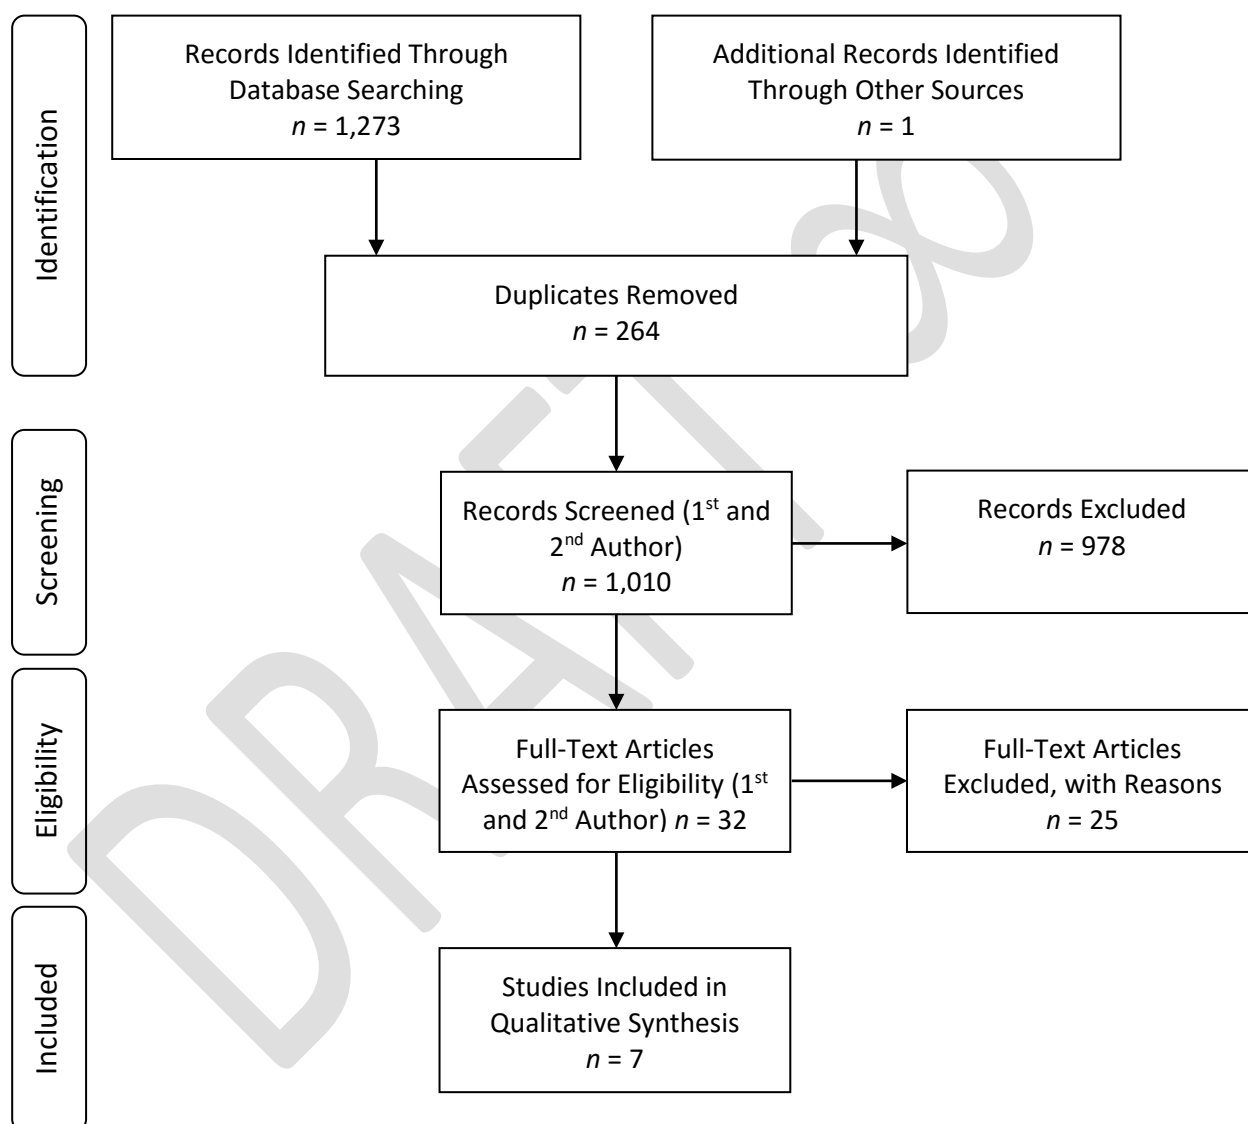 Identification
Records Identified Through
Database Searching
n = 1,273
Additional Records Identified
Through Other Sources
n = 1
Duplicates Removed
n = 264
Screening
Records Screened (1st and
2nd Author)
n = 1,010
Records Excluded
n = 978
Eligibility
Full-Text Articles
Assessed for Eligibility (1st
and 2nd Author) n = 32
Full-Text Articles
Excluded, with Reasons
n = 25
Included
Studies Included in
Qualitative Synthesis
n = 7
DRAFT